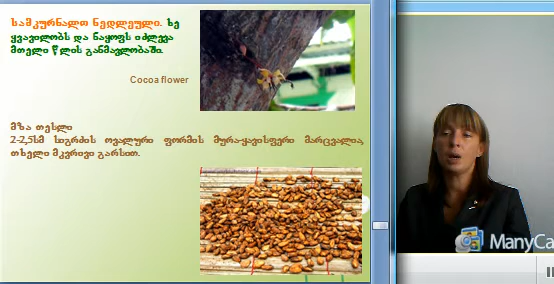 სამკურნალო ნედლეული. ხე
ყვავილობს და ნაყოფს იძლევა
მთელი წლის განმავლობაში.
Cocoa flower
მზა თესლი
2-2,5სმ სიგრძის ოვალური ფორმის მურა-ყავისფერი მარცვალია,
თხელი მკვრივი გარსით.
ManyCa